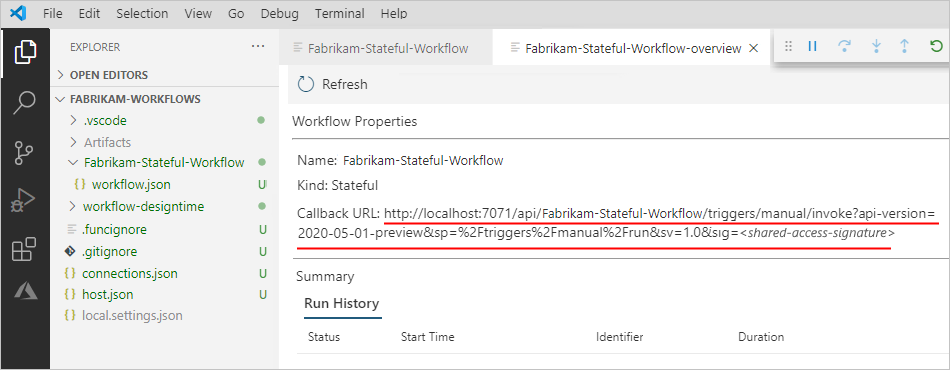 File Edit Selection View Go Debug Terminal Help
EXPLORER ...
OPEN EDITORS
FABRIKAM-WORKFLOWS
.vscode
Artifacts
Fabrikam-Stateful-Workflow
{} workflow.json U
workflow-designtime
.funcignore U
.gitignore U
{} connections.json U
{} host.json U
{} local.settings.json
Fabrikam-Stateful-Workflow
Fabrikam-Stateful-Workflow-overview
Refresh
Workflow Properties
Name: Fabrikam-Stateful-Workflow
Kind: Stateful
Callback URL: http://localhost:7071/api/Fabrikam-Stateful-Workflow/triggers/manual/invoke?api-version=
2020-05-01-preview&sp=%2Ftriggers%2Fmanual%2Frun&sv=1.0&isig=<shared-access-signature>
Summary
Run History
Status Start Time Identifier Duration